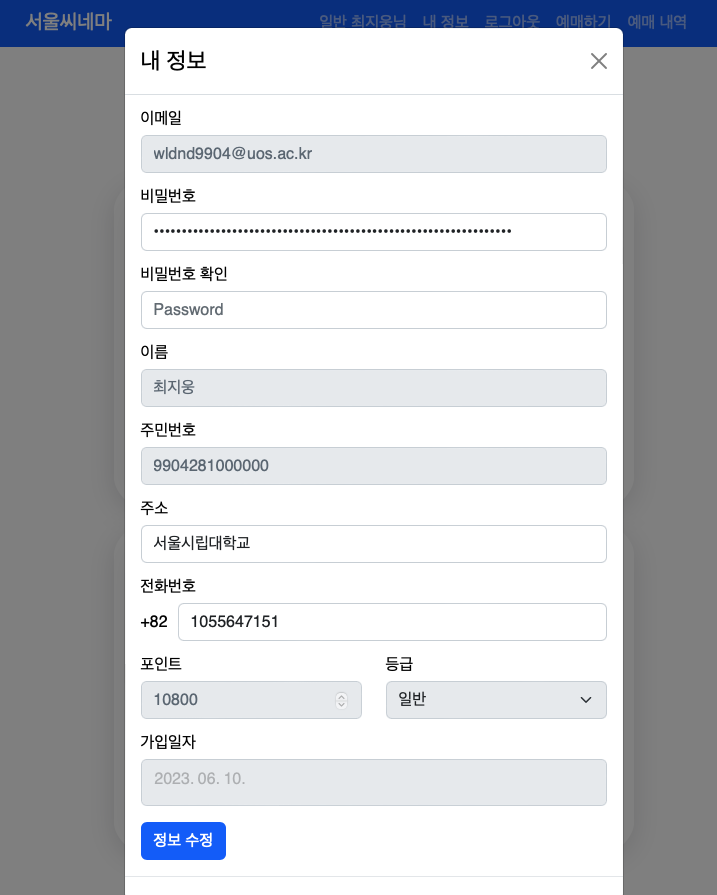 서울씨네마 일반 최지웅님 내 정보 로그아웃 예매하기 예매 내역
내 정보
이메일
wldnd9904@uos.ac.kr
비밀번호
비밀번호 확인
Password
이름
최지웅
주민번호
9904281000000
주소
서울시립대학교
전화번호
+82 1055647151
포인트 등급
10800 일반
가입일자
2023. 06. 10.
정보 수정